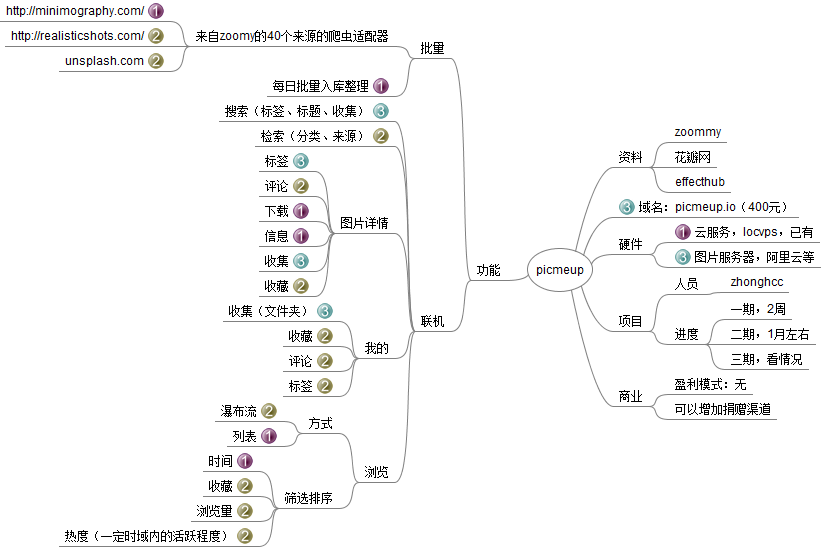 picmeup
功能
批量
来自zoomy的40个来源的爬虫适配器
http://minimography.com/ 1
http://realisticshots.com/ 2
unsplash.com 2
每日批量入库整理 1
联机
搜索（标签、标题、收集） 3
检索（分类、来源） 2
图片详情
标签 3
评论 2
下载 1
信息 1
收集 3
收藏 2
我的
收集（文件夹） 3
收藏 2
评论 2
标签 2
浏览
方式
瀑布流 2
列表 1
筛选排序
时间 1
收藏 2
浏览量 2
热度（一定时域内的活跃程度） 2
资料
zoommy
花瓣网
effecthub
3 域名：picmeup.io（400元）
硬件
1 云服务，locvps，已有
3 图片服务器，阿里云等
项目
人员
zhonghcc
进度
一期，2周
二期，1月左右
三期，看情况
商业
盈利模式：无
可以增加捐赠渠道